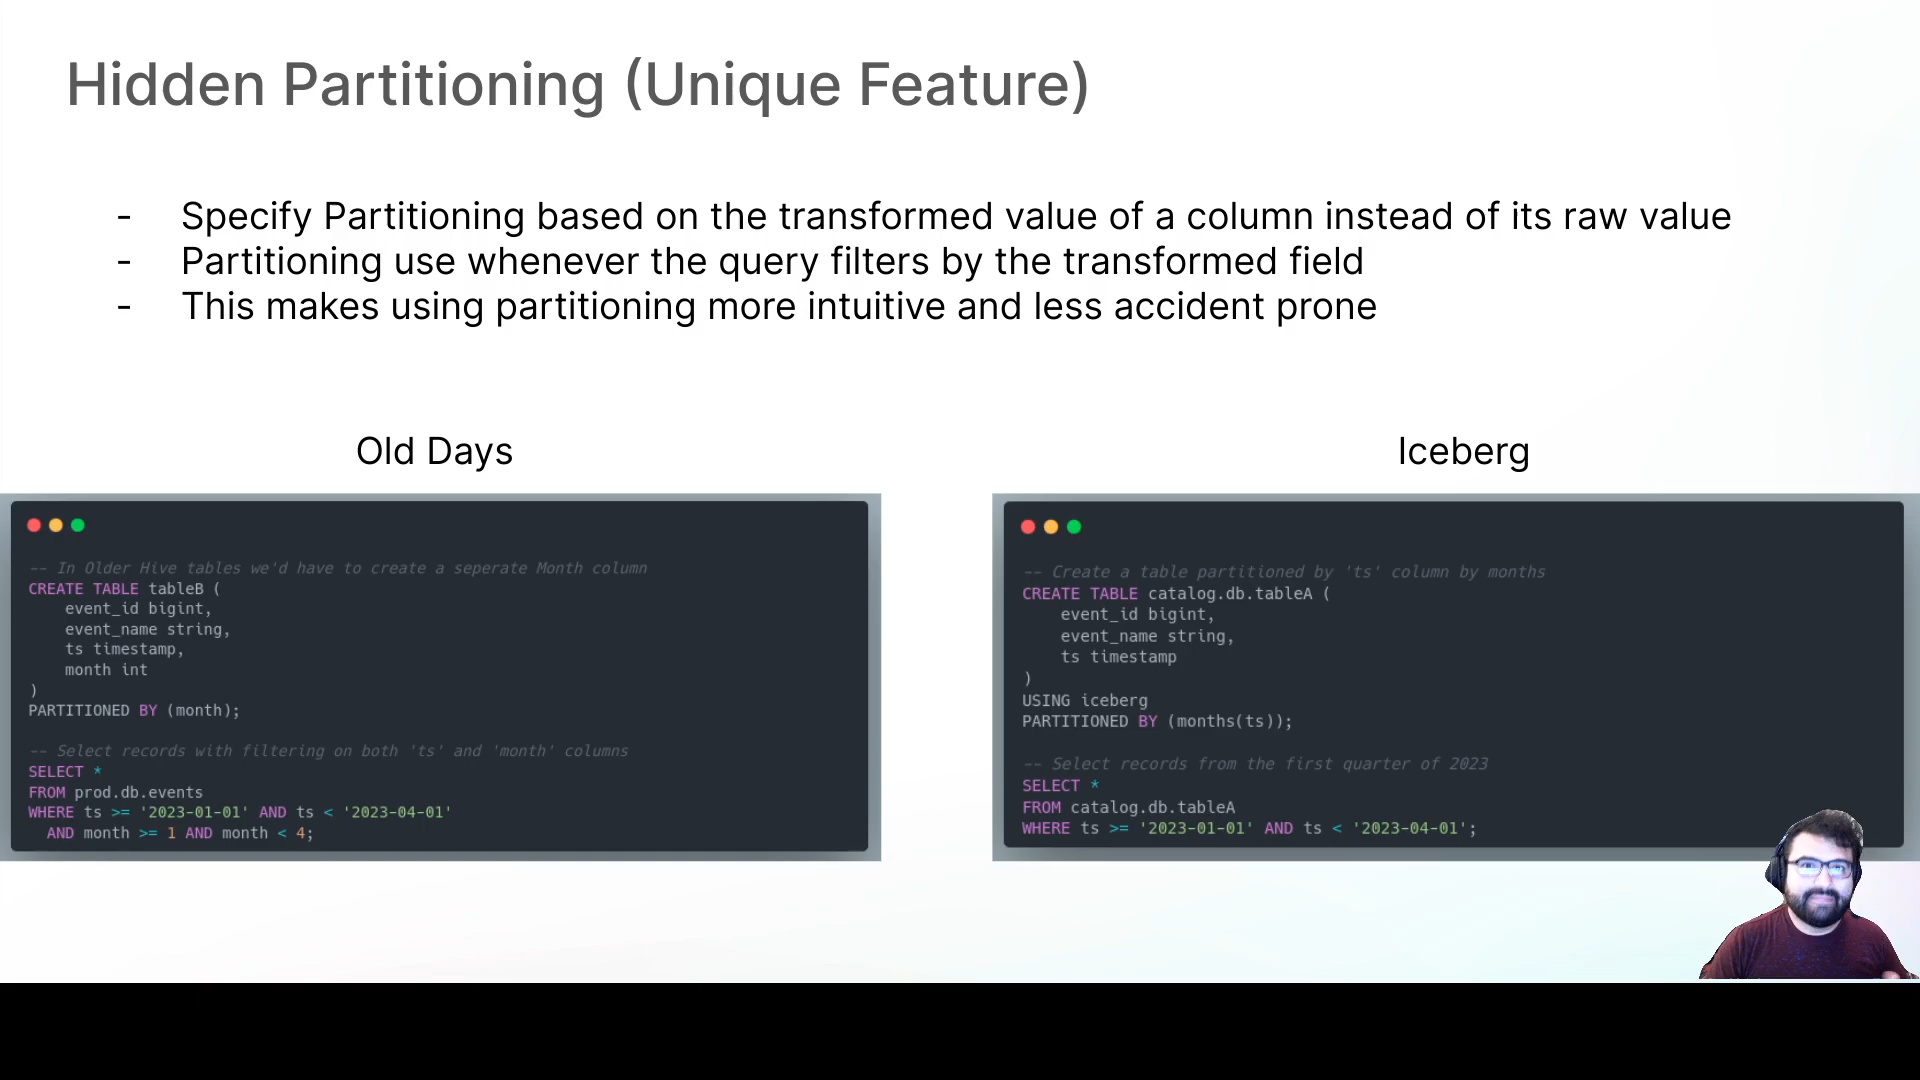 Hidden Partitioning (Unique Feature)
- Specify Partitioning based on the transformed value of a column instead of its raw value
- Partitioning use whenever the query filters by the transformed field
- This makes using partitioning more intuitive and less accident prone
Old Days
-- In Older Hive tables we'd have to create a seperate Month column
CREATE TABLE tableB (
    event_id bigint,
    event_name string,
    ts timestamp,
    month int
)
PARTITIONED BY (month);
-- Select records with filtering on both 'ts' and 'month' columns
SELECT *
FROM prod.db.events
WHERE ts >= '2023-01-01' AND ts < '2023-04-01'
  AND month >= 1 AND month < 4;
Iceberg
-- Create a table partitioned by 'ts' column by months
CREATE TABLE catalog.db.tableA (
    event_id bigint,
    event_name string,
    ts timestamp
)
USING iceberg
PARTITIONED BY (months(ts));
-- Select records from the first quarter of 2023
SELECT *
FROM catalog.db.tableA
WHERE ts >= '2023-01-01' AND ts < '2023-04-01';